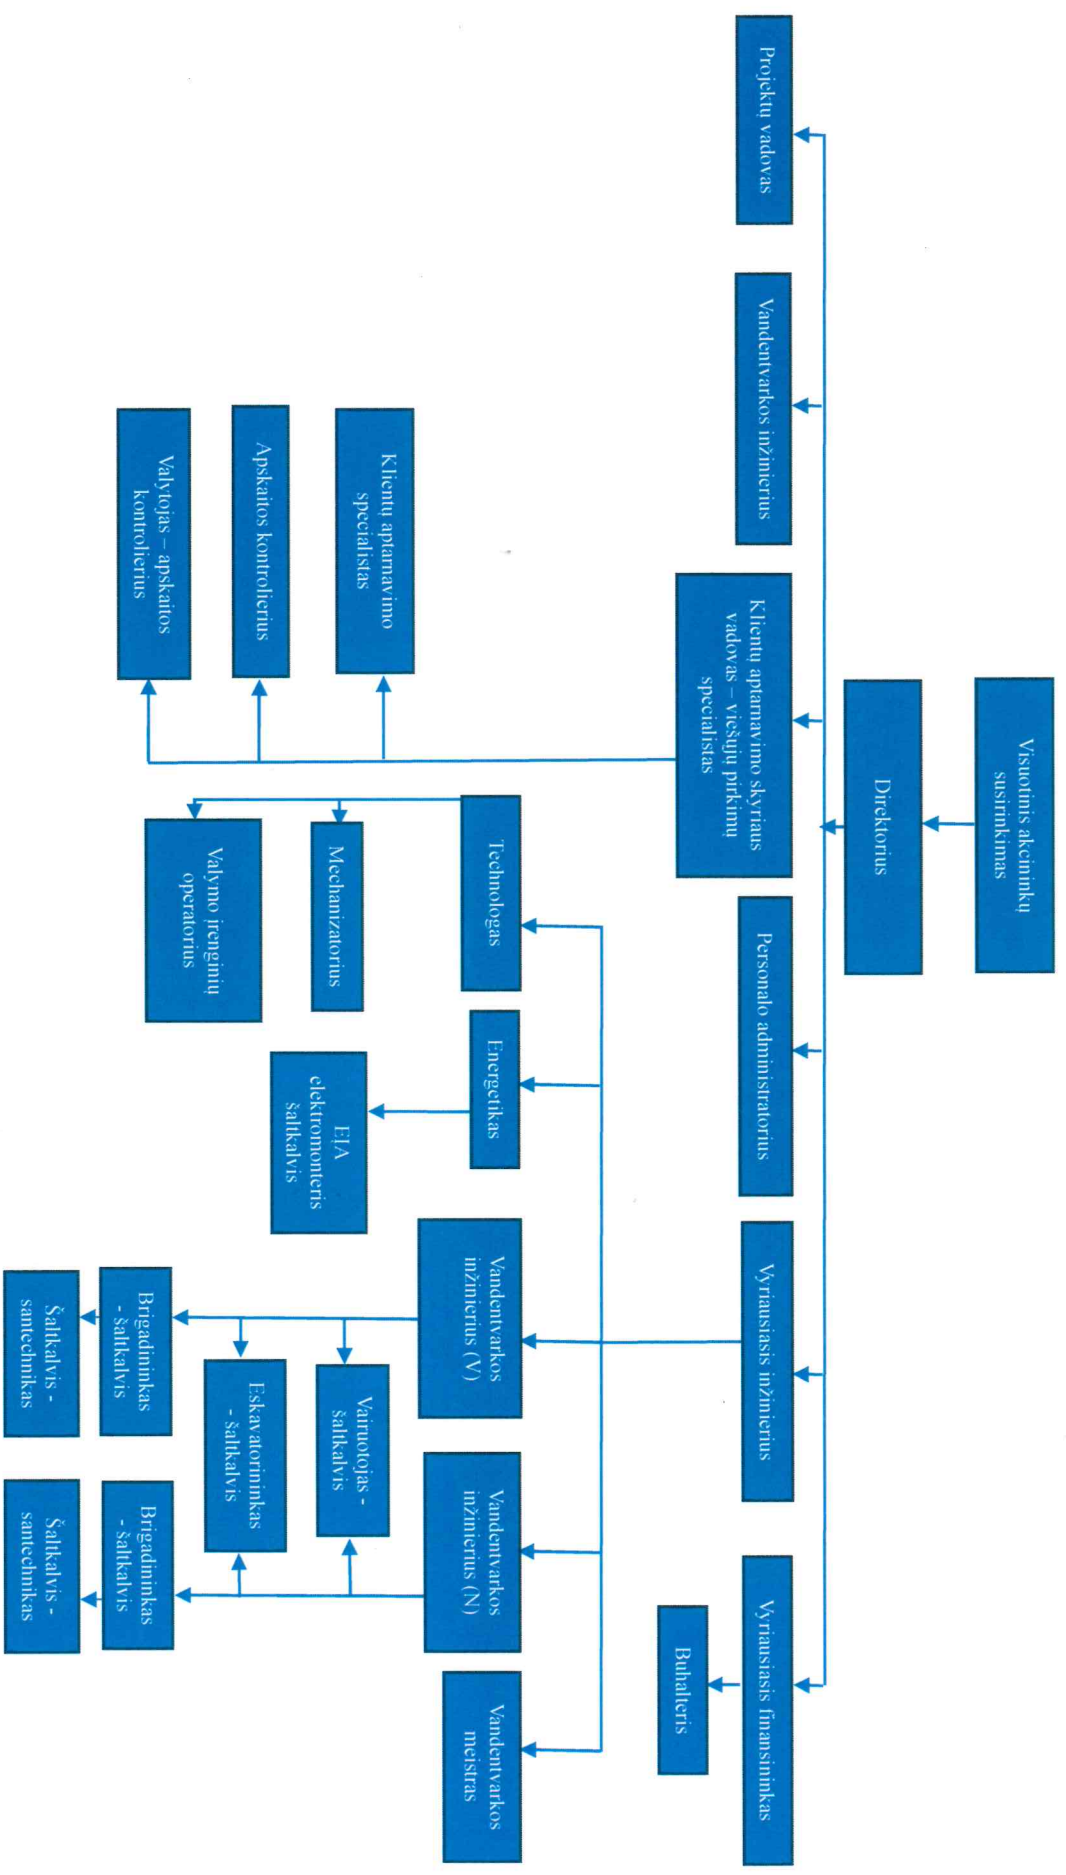 Visuotinis akcininkų
susirinkimas
Direktorius
Projektų vadovas
Vandentvarkos inžinierius
Klientų aptarnavimo skyriaus
vadovas – viešųjų pirkimų
specialistas
Personalo administratorius
Vyriausiasis inžinierius
Vyriausiasis finansininkas
Buhalteris
Klientų aptarnavimo
specialistas
Apskaitos kontrolierius
Valytojas – apskaitos
kontrolierius
Technologas
Energetikas
Vandentvarkos
inžinierius (V)
Vandentvarkos
inžinierius (N)
Vandentvarkos
meistras
Mechanizatorius
Valymo įrenginių
operatorius
EĮA
elektromonteris
šaltkalvis
Vairuotojas -
šaltkalvis
Eskavatorininkas
- šaltkalvis
Brigadininkas
- šaltkalvis
Brigadininkas
- šaltkalvis
Šaltkalvis -
santechnikas
Šaltkalvis -
santechnikas